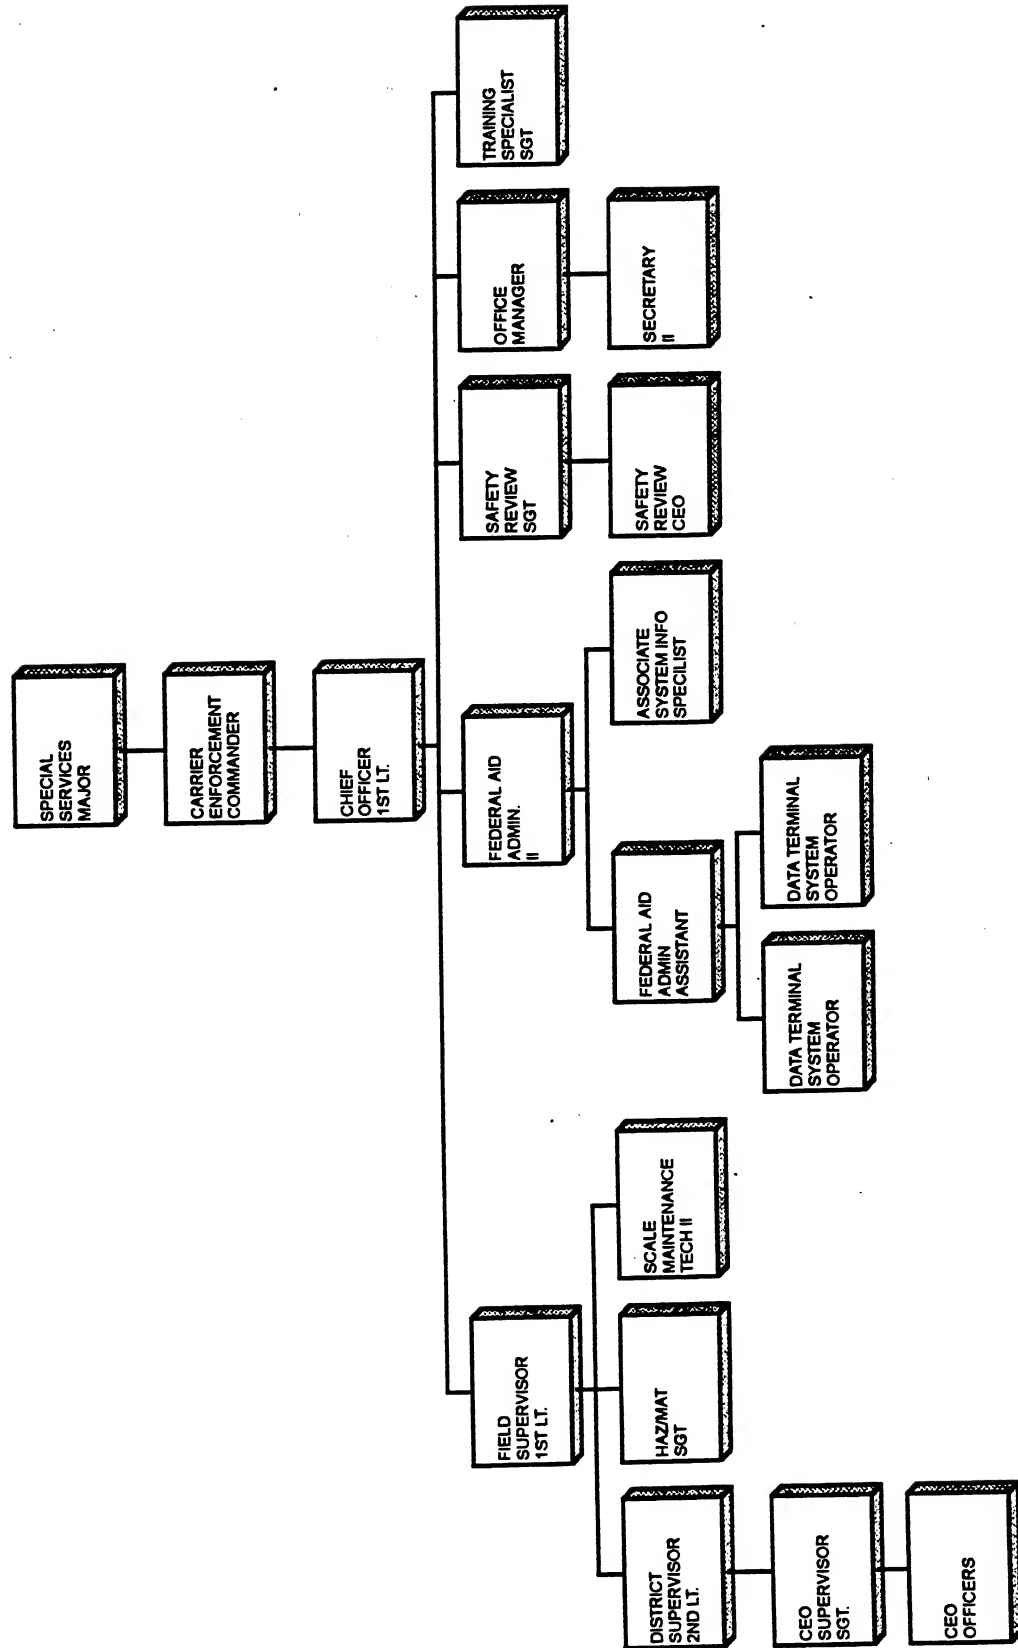 SPECIAL
SERVICES
MAJOR
CARRIER
ENFORCEMENT
COMMANDER
CHIEF
OFFICER
1ST LT.
FIELD
SUPERVISOR
1ST LT.
FEDERAL AID
ADMIN.
II
SAFETY
REVIEW
SGT
OFFICE
MANAGER
TRAINING
SPECIALIST
SGT
DISTRICT
SUPERVISOR
2ND LT.
HAZ/MAT
SGT
SCALE
MAINTENANCE
TECH II
FEDERAL AID
ADMIN
ASSISTANT
ASSOCIATE
SYSTEM INFO
SPECILIST
SAFETY
REVIEW
CEO
SECRETARY
II
CEO
SUPERVISOR
SGT.
DATA TERMINAL
SYSTEM
OPERATOR
DATA TERMINAL
SYSTEM
OPERATOR
CEO
OFFICERS